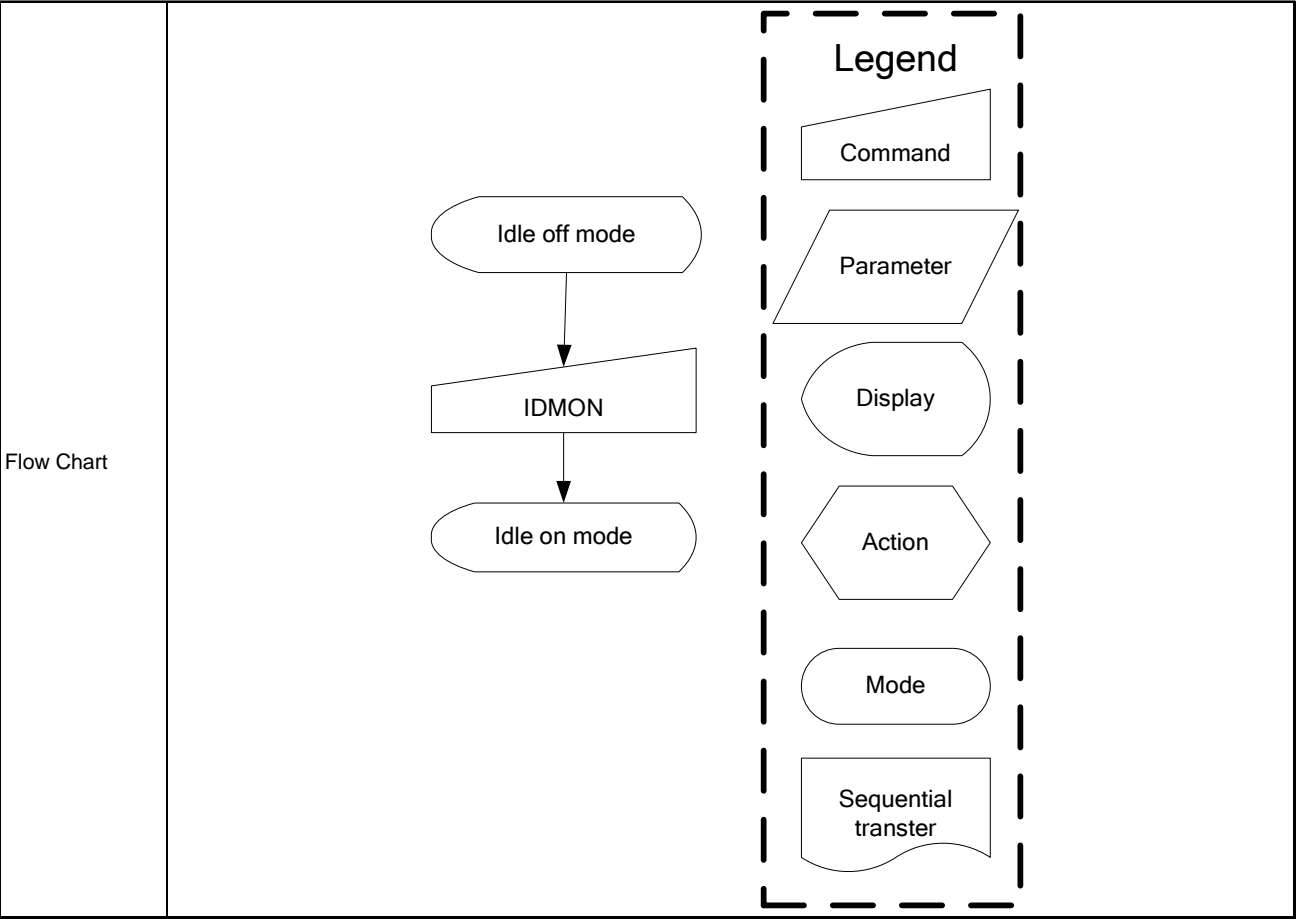 Flow Chart
Idle off mode
IDMON
Idle on mode
Legend
Command
Parameter
Display
Action
Mode
Sequential
transter